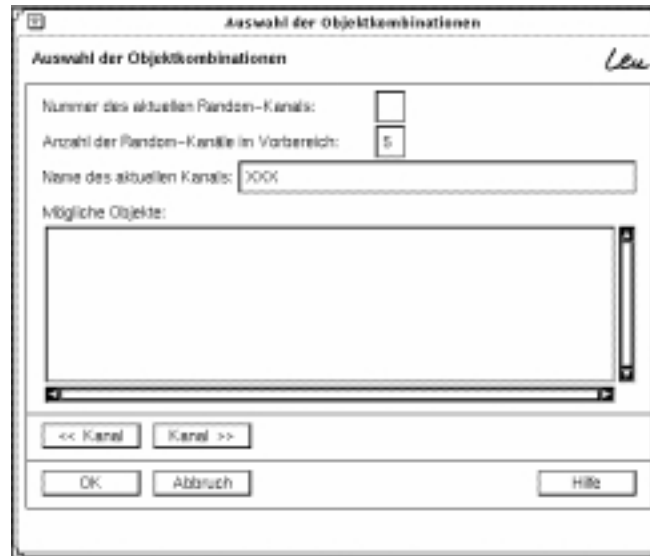 Auswahl der Objektkombinationen
Auswahl der Objektkombinationen
Leu
Nummer des aktuellen Random-Kanals:
Anzahl der Random-Kanäle im Vorbereich: 5
Name des aktuellen Kanals: XXX
Mögliche Objekte:
<< Kanal Kanal >>
OK Abbruch Hilfe